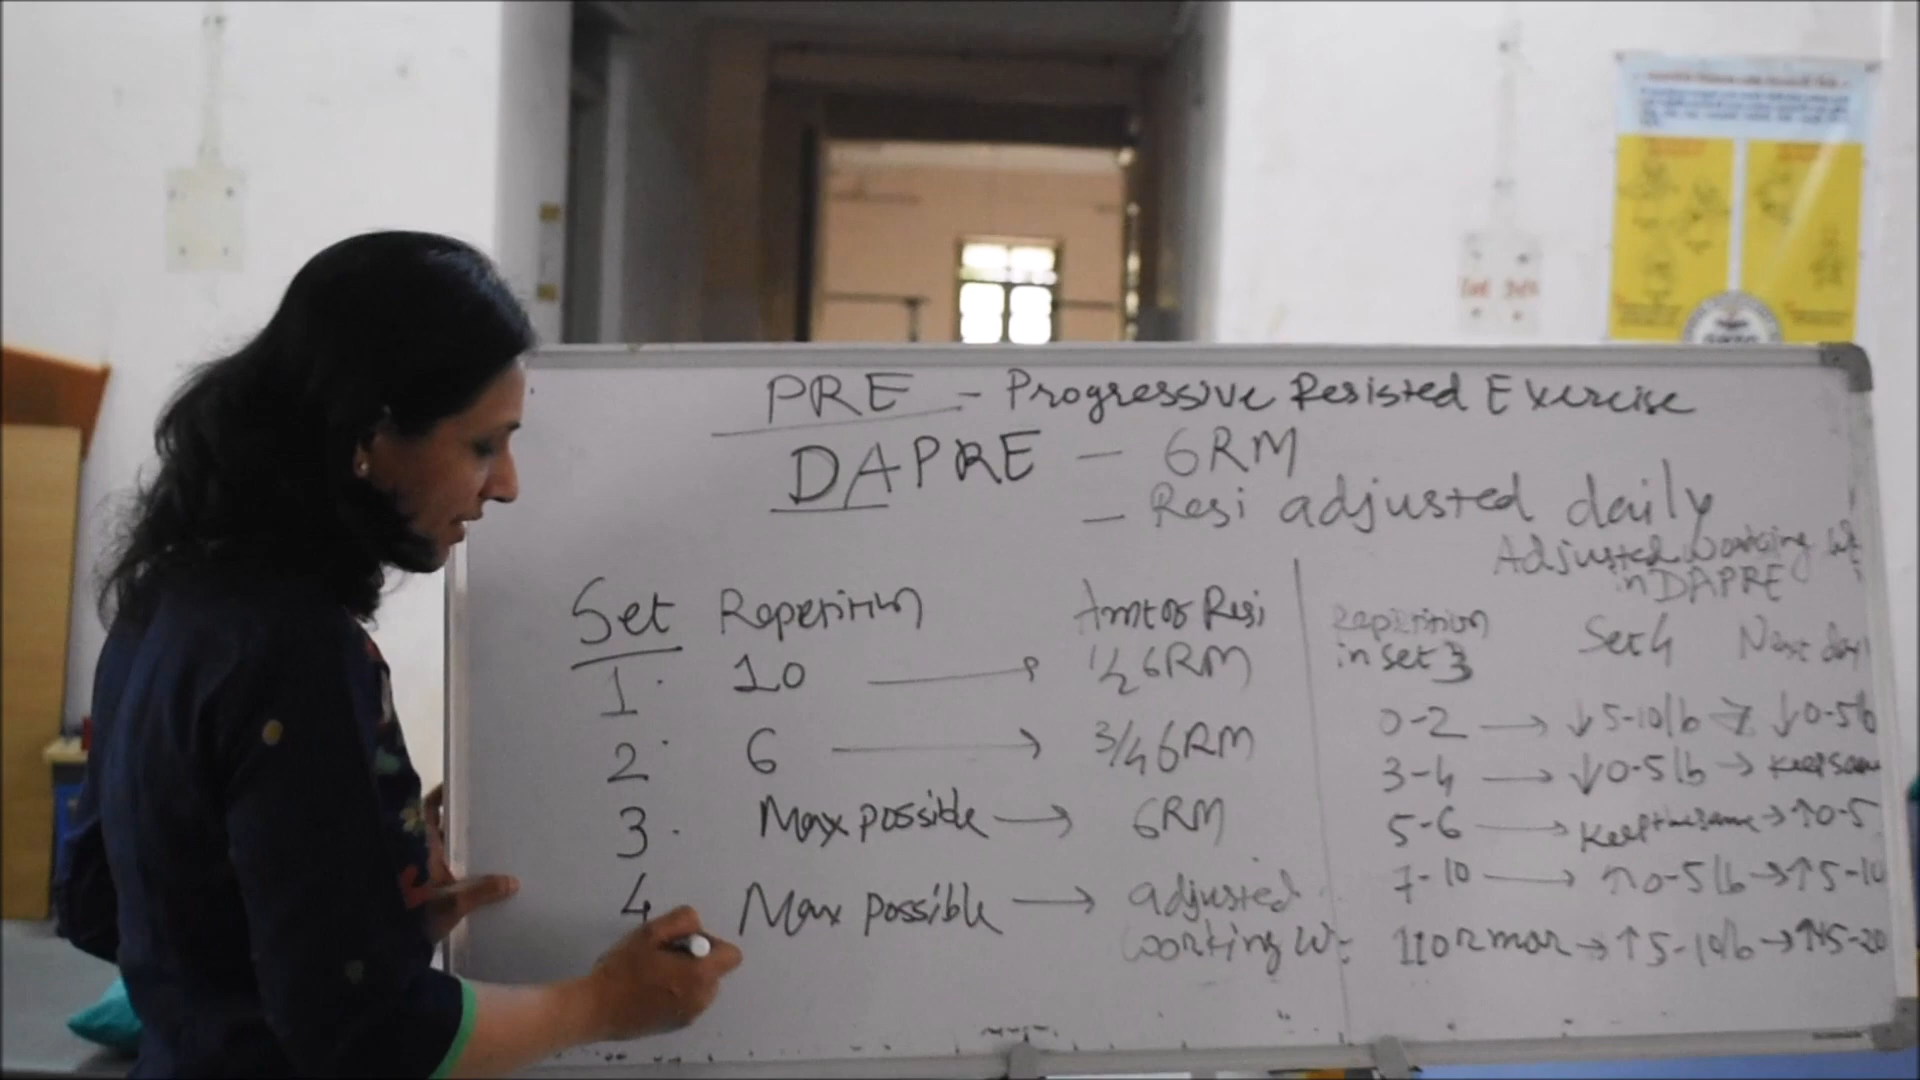 PRE - Progressive Resisted Exercise
DAPRE - 6RM
- Resi adjusted daily
Set Repetition Amt of Resi
1. 10 → 1/2 6RM
2. 6 → 3/4 6RM
3. Max possible → 6RM
4. Max possible → adjusted
working wt
Adjusted working wt
in DAPRE
Repetition
in set 3 Set 4 Next day
0-2 → ↓5-10lb → ↓0-5lb
3-4 → ↓0-5lb → keep same
5-6 → keep the same → ↑0-5
7-10 → ↑0-5lb → ↑5-10
11 or mor → ↑5-10lb →